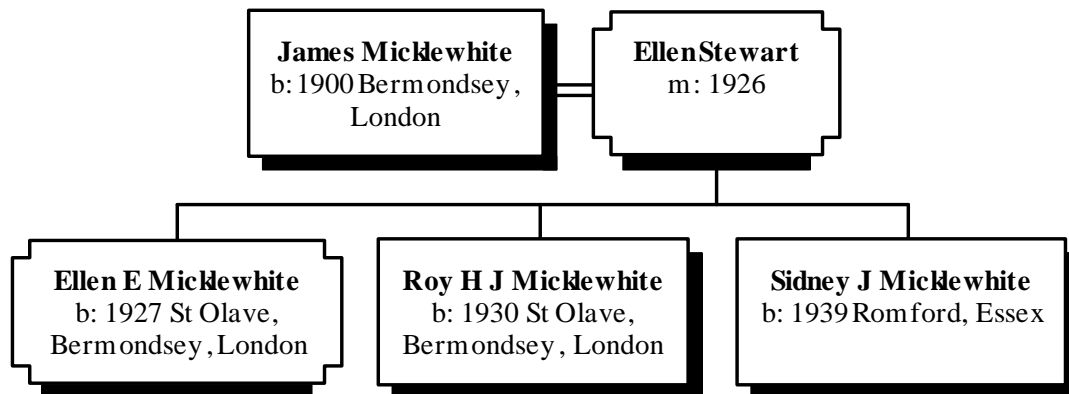 James Micklewhite
b: 1900 Bermondsey,
London
Ellen Stewart
m: 1926
Ellen E Micklewhite
b: 1927 St Olave,
Bermondsey, London
Roy H J Micklewhite
b: 1930 St Olave,
Bermondsey, London
Sidney J Micklewhite
b: 1939 Romford, Essex